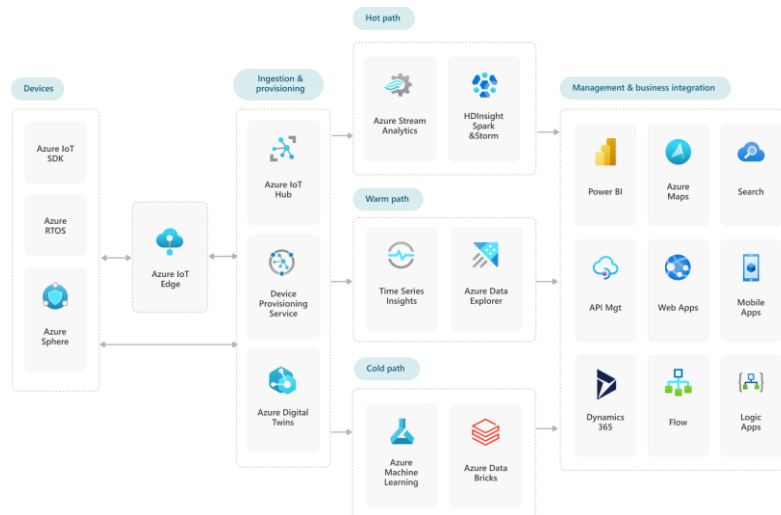 Hot path
Ingestion &
provisioning
Devices
Management & business integration
Azure IoT
SDK
Azure
RTOS
Azure
Sphere
Azure IoT
Edge
Azure IoT
Hub
Device
Provisioning
Service
Azure Digital
Twins
Azure Stream
Analytics
HDInsight
Spark
&Storm
Warm path
Time Series
Insights
Azure Data
Explorer
Cold path
Azure
Machine
Learning
Azure Data
Bricks
Power BI
Azure
Maps
Search
API Mgt
Web Apps
Mobile
Apps
Dynamics
365
Flow
Logic
Apps